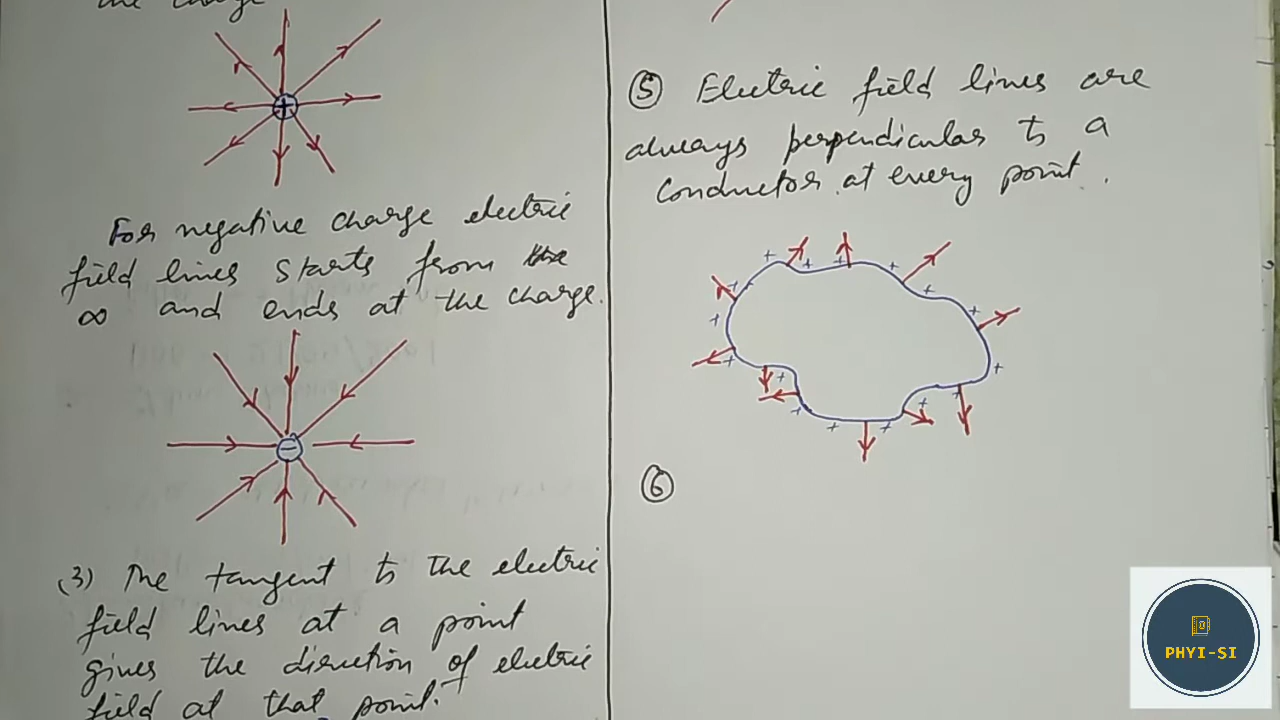 the charge
+
For negative charge electric
field lines starts from
∞ and ends at the charge.
−
(3) The tangent to the electric
field lines at a point
gives the direction of electric
field at that point.
⑤ Electric field lines are
always perpendicular to a
conductor at every point.
+ + + + + + + + + + + + + + +
⑥
PHYI-SI